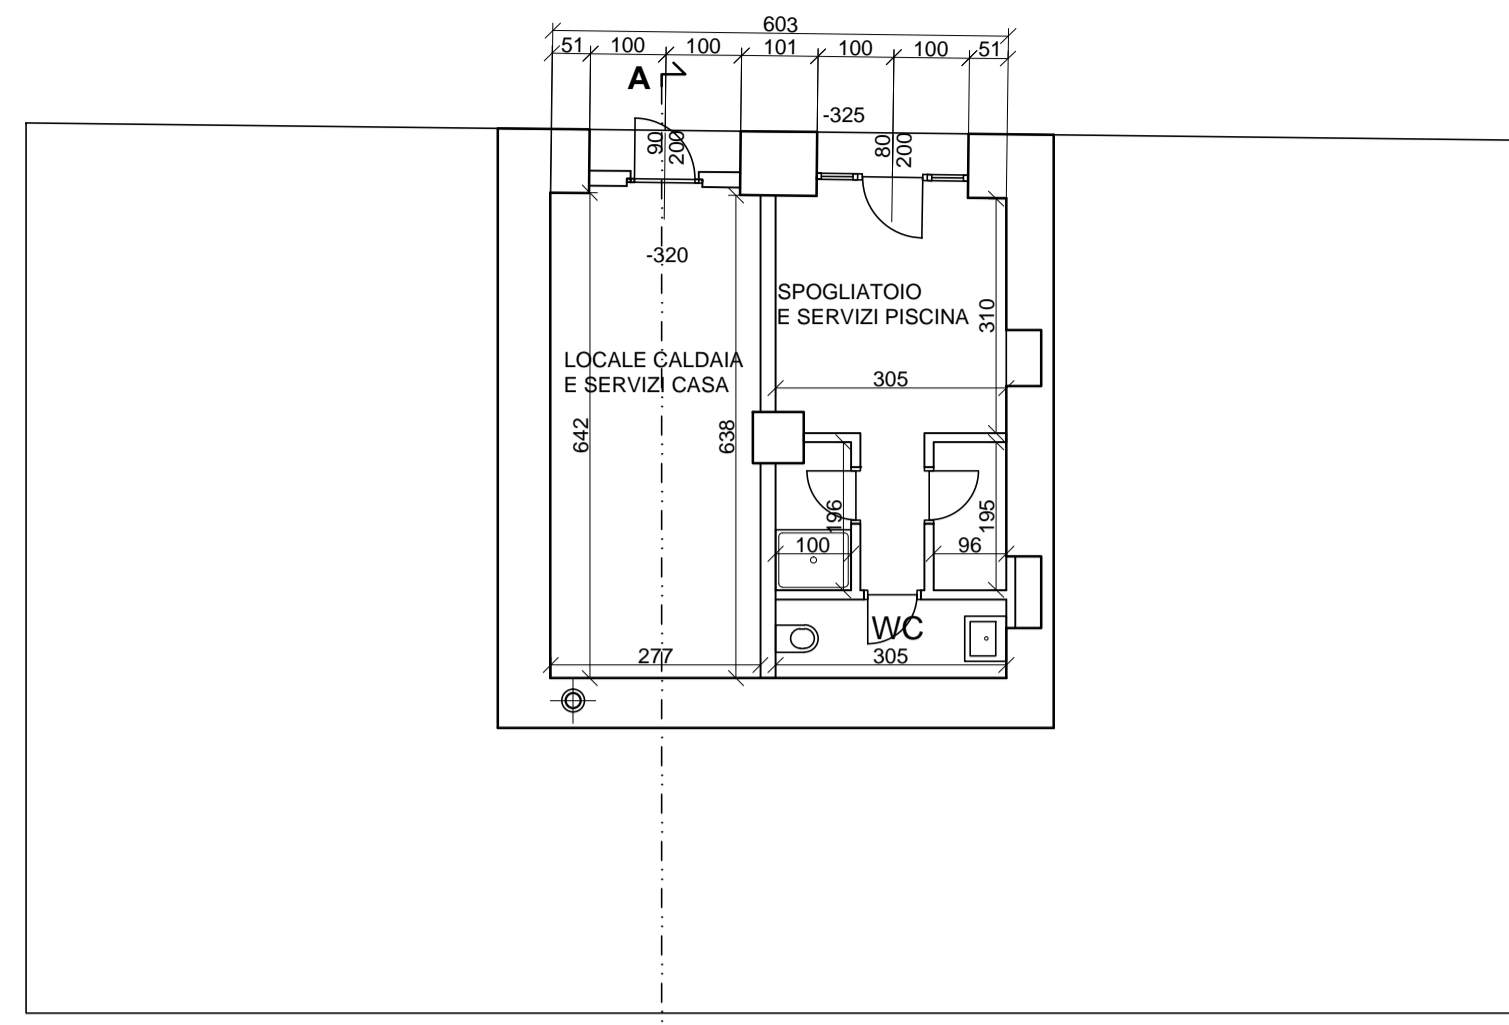 603
51 100 100 101 100 100 51
A
-325
90
200
80
200
-320
SPOGLIATOIO
E SERVIZI PISCINA
310
LOCALE CALDAIA
E SERVIZI CASA
305
642
638
196
195
100
96
WC
277
305